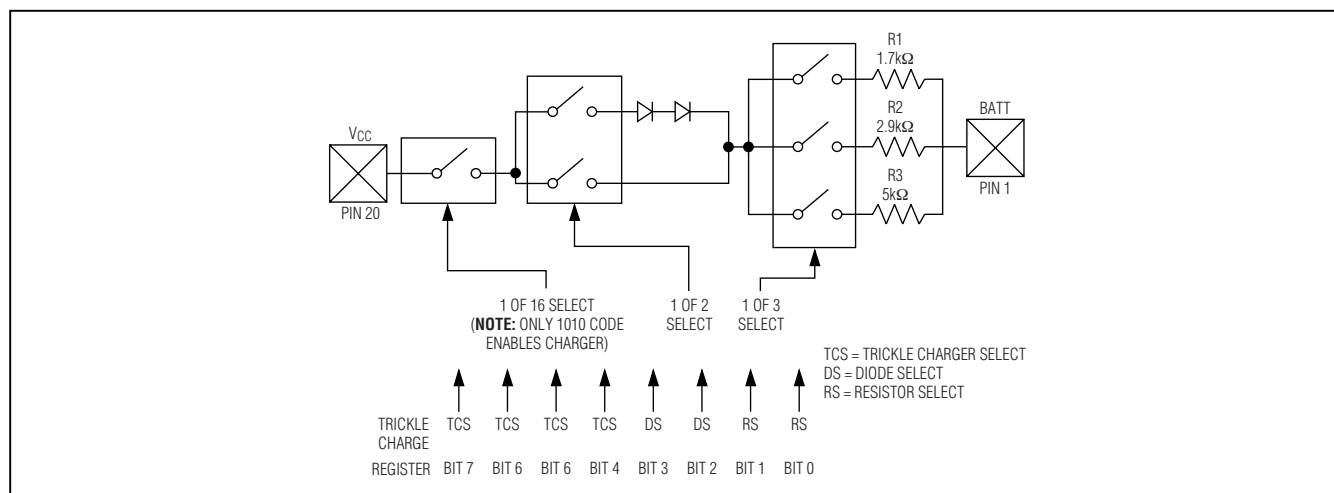 R1
1.7kΩ
R2
2.9kΩ
R3
5kΩ
VCC
PIN 20
BATT
PIN 1
1 OF 16 SELECT
(NOTE: ONLY 1010 CODE
ENABLES CHARGER)
1 OF 2
SELECT
1 OF 3
SELECT
TCS = TRICKLE CHARGER SELECT
DS = DIODE SELECT
RS = RESISTOR SELECT
TRICKLE
CHARGE
TCS TCS TCS TCS DS DS RS RS
REGISTER BIT 7 BIT 6 BIT 6 BIT 4 BIT 3 BIT 2 BIT 1 BIT 0